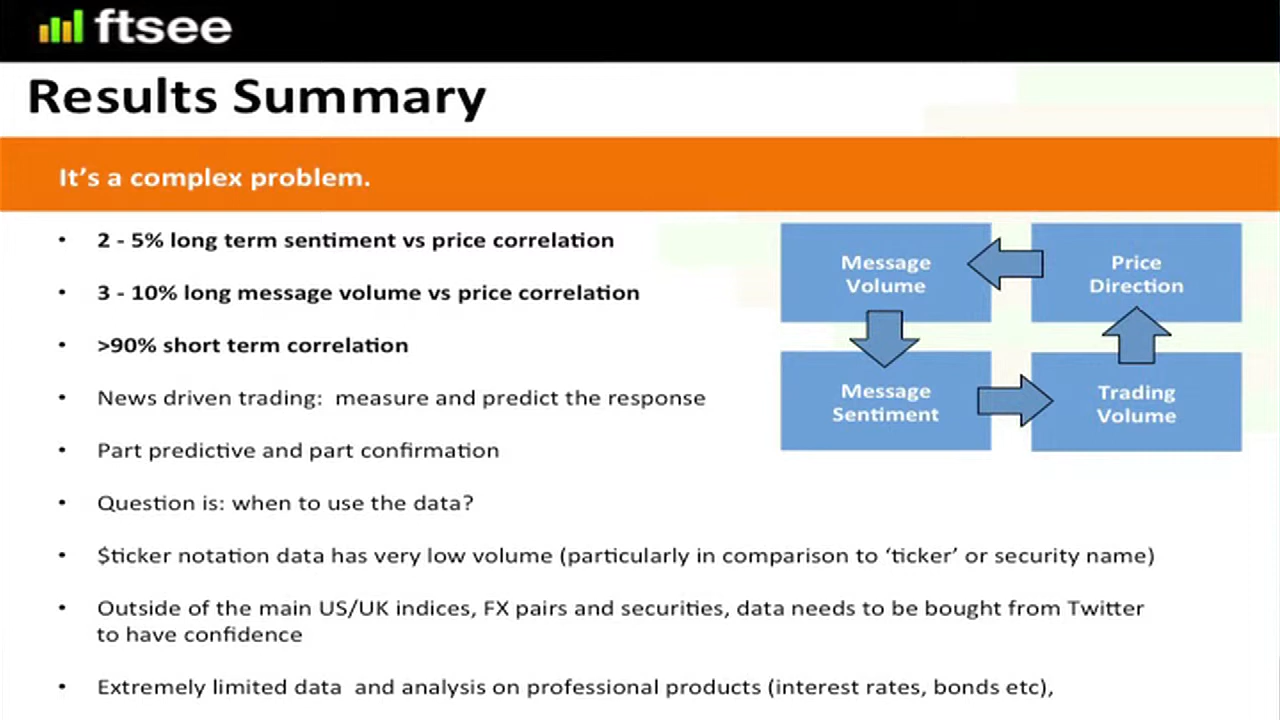 ftsee
Results Summary
It's a complex problem.
• 2 - 5% long term sentiment vs price correlation
• 3 - 10% long message volume vs price correlation
• >90% short term correlation
• News driven trading:  measure and predict the response
• Part predictive and part confirmation
• Question is: when to use the data?
• $ticker notation data has very low volume (particularly in comparison to ‘ticker’ or security name)
• Outside of the main US/UK indices, FX pairs and securities, data needs to be bought from Twitter
to have confidence
• Extremely limited data  and analysis on professional products (interest rates, bonds etc),
Message
Volume
Price
Direction
Message
Sentiment
Trading
Volume